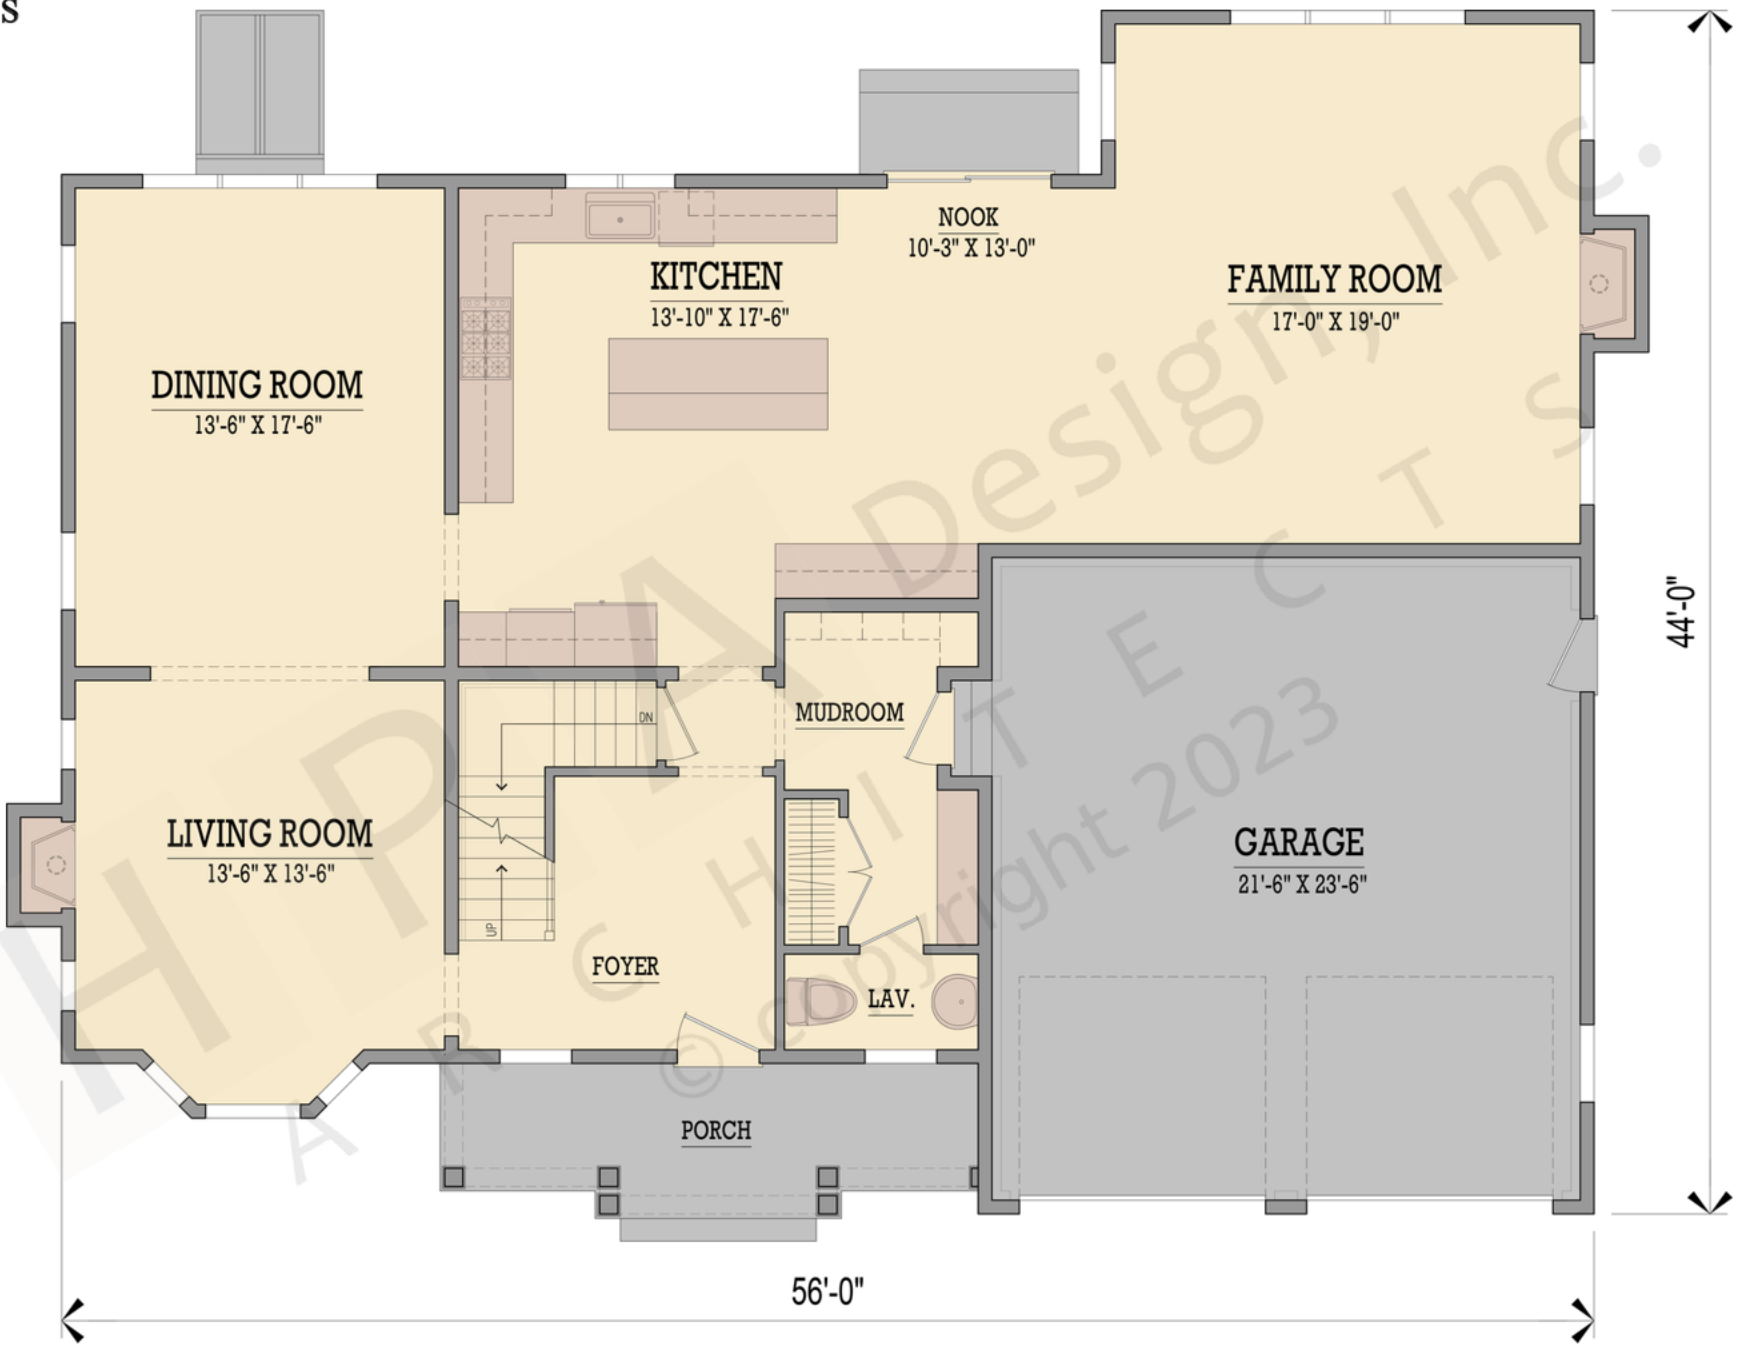 s
NOOK
10'-3" X 13'-0"
KITCHEN
13'-10" X 17'-6"
FAMILY ROOM
17'-0" X 19'-0"
DINING ROOM
13'-6" X 17'-6"
44'-0"
DN
MUDROOM
LIVING ROOM
13'-6" X 13'-6"
GARAGE
21'-6" X 23'-6"
UP
FOYER
LAV.
PORCH
56'-0"
HPA Design, Inc.
ARCHITECTS
© copyright 2023